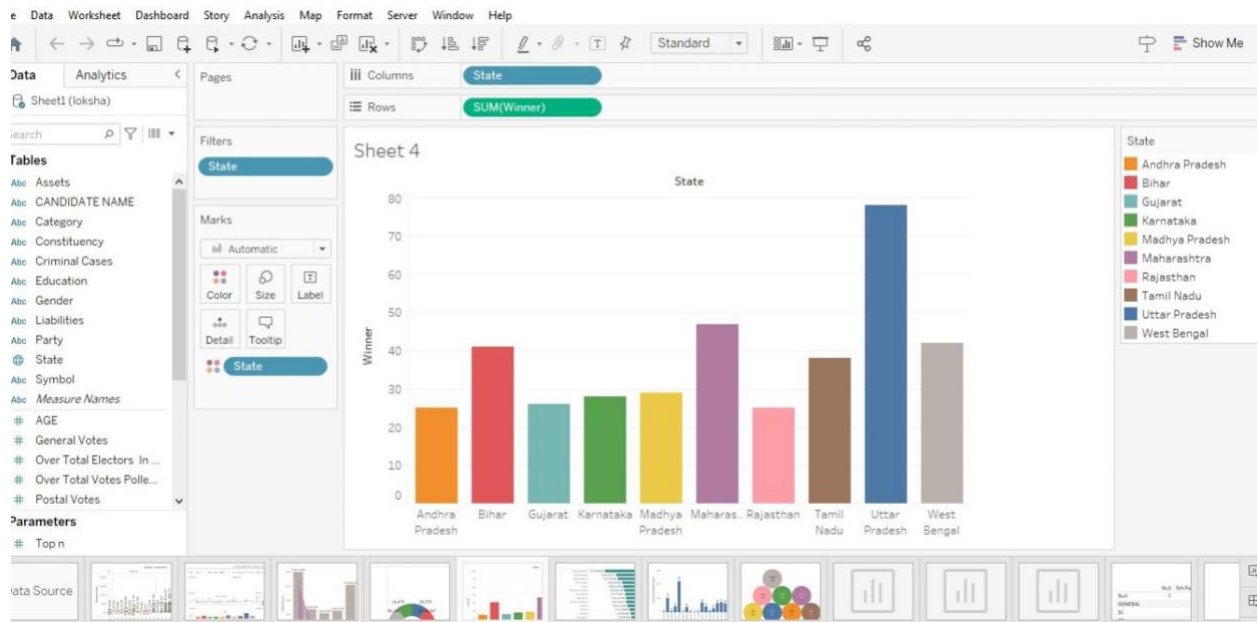 e Data Worksheet Dashboard Story Analysis Map Format Server Window Help
Standard
Show Me
Data Analytics
Sheet1 (loksha)
Search
Tables
Abc Assets
Abc CANDIDATE NAME
Abc Category
Abc Constituency
Abc Criminal Cases
Abc Education
Abc Gender
Abc Liabilities
Abc Party
State
Abc Symbol
Abc Measure Names
# AGE
# General Votes
# Over Total Electors In ...
# Over Total Votes Polle...
# Postal Votes
Parameters
# Top n
Pages
Filters
State
Marks
Automatic
Color Size Label
Detail Tooltip
State
iii Columns State
Rows SUM(Winner)
Sheet 4
State
Winner
80
70
60
50
40
30
20
10
0
Andhra Pradesh
Bihar
Gujarat
Karnataka
Madhya Pradesh
Maharas..
Rajasthan
Tamil Nadu
Uttar Pradesh
West Bengal
State
Andhra Pradesh
Bihar
Gujarat
Karnataka
Madhya Pradesh
Maharashtra
Rajasthan
Tamil Nadu
Uttar Pradesh
West Bengal
Data Source